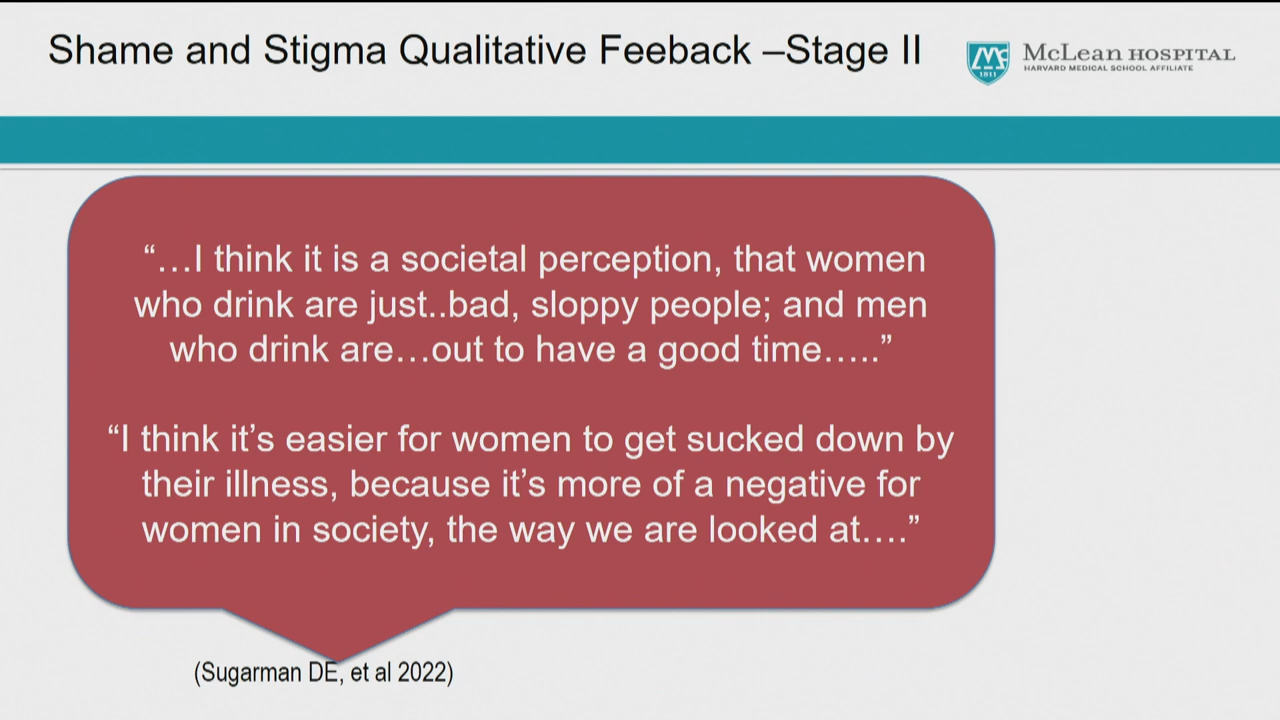 Shame and Stigma Qualitative Feeback –Stage II
McLEAN HOSPITAL
HARVARD MEDICAL SCHOOL AFFILIATE
1811
“…I think it is a societal perception, that women
who drink are just..bad, sloppy people; and men
who drink are…out to have a good time…..”
“I think it’s easier for women to get sucked down by
their illness, because it’s more of a negative for
women in society, the way we are looked at….”
(Sugarman DE, et al 2022)